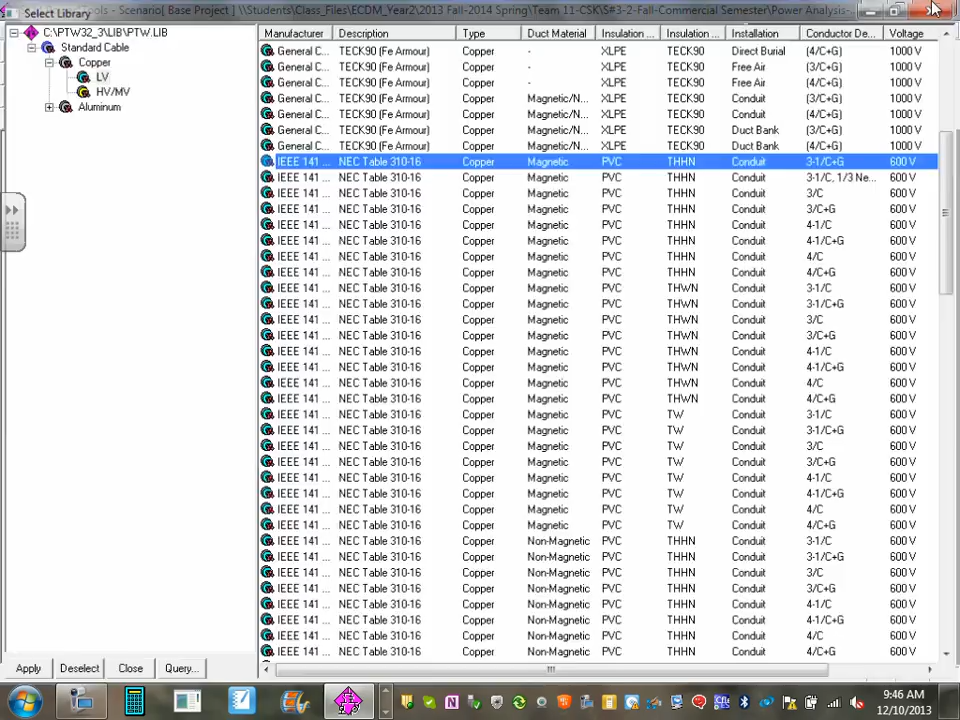 Select Library
Tools - Scenario[ Base Project ] \\Students\Class_Files\ECDM_Year2\2013 Fall-2014 Spring\Team 11-CSK\S#3-2-Fall-Commercial Semester\Power Analysis-...
C:\PTW32_3\LIB\PTW.LIB
Standard Cable
Copper
LV
HV/MV
Aluminum
Manufacturer Description Type Duct Material Insulation ... Insulation ... Installation Conductor De... Voltage
General C... TECK90 (Fe Armour) Copper - XLPE TECK90 Direct Burial (4/C+G) 1000 V
General C... TECK90 (Fe Armour) Copper - XLPE TECK90 Free Air (3/C+G) 1000 V
General C... TECK90 (Fe Armour) Copper - XLPE TECK90 Free Air (4/C+G) 1000 V
General C... TECK90 (Fe Armour) Copper Magnetic/N... XLPE TECK90 Conduit (3/C+G) 1000 V
General C... TECK90 (Fe Armour) Copper Magnetic/N... XLPE TECK90 Conduit (4/C+G) 1000 V
General C... TECK90 (Fe Armour) Copper Magnetic/N... XLPE TECK90 Duct Bank (3/C+G) 1000 V
General C... TECK90 (Fe Armour) Copper Magnetic/N... XLPE TECK90 Duct Bank (4/C+G) 1000 V
IEEE 141 ... NEC Table 310-16 Copper Magnetic PVC THHN Conduit 3-1/C+G 600 V
IEEE 141 ... NEC Table 310-16 Copper Magnetic PVC THHN Conduit 3-1/C, 1/3 Ne... 600 V
IEEE 141 ... NEC Table 310-16 Copper Magnetic PVC THHN Conduit 3/C 600 V
IEEE 141 ... NEC Table 310-16 Copper Magnetic PVC THHN Conduit 3/C+G 600 V
IEEE 141 ... NEC Table 310-16 Copper Magnetic PVC THHN Conduit 4-1/C 600 V
IEEE 141 ... NEC Table 310-16 Copper Magnetic PVC THHN Conduit 4-1/C+G 600 V
IEEE 141 ... NEC Table 310-16 Copper Magnetic PVC THHN Conduit 4/C 600 V
IEEE 141 ... NEC Table 310-16 Copper Magnetic PVC THHN Conduit 4/C+G 600 V
IEEE 141 ... NEC Table 310-16 Copper Magnetic PVC THWN Conduit 3-1/C 600 V
IEEE 141 ... NEC Table 310-16 Copper Magnetic PVC THWN Conduit 3-1/C+G 600 V
IEEE 141 ... NEC Table 310-16 Copper Magnetic PVC THWN Conduit 3/C 600 V
IEEE 141 ... NEC Table 310-16 Copper Magnetic PVC THWN Conduit 3/C+G 600 V
IEEE 141 ... NEC Table 310-16 Copper Magnetic PVC THWN Conduit 4-1/C 600 V
IEEE 141 ... NEC Table 310-16 Copper Magnetic PVC THWN Conduit 4-1/C+G 600 V
IEEE 141 ... NEC Table 310-16 Copper Magnetic PVC THWN Conduit 4/C 600 V
IEEE 141 ... NEC Table 310-16 Copper Magnetic PVC THWN Conduit 4/C+G 600 V
IEEE 141 ... NEC Table 310-16 Copper Magnetic PVC TW Conduit 3-1/C 600 V
IEEE 141 ... NEC Table 310-16 Copper Magnetic PVC TW Conduit 3-1/C+G 600 V
IEEE 141 ... NEC Table 310-16 Copper Magnetic PVC TW Conduit 3/C 600 V
IEEE 141 ... NEC Table 310-16 Copper Magnetic PVC TW Conduit 3/C+G 600 V
IEEE 141 ... NEC Table 310-16 Copper Magnetic PVC TW Conduit 4-1/C 600 V
IEEE 141 ... NEC Table 310-16 Copper Magnetic PVC TW Conduit 4-1/C+G 600 V
IEEE 141 ... NEC Table 310-16 Copper Magnetic PVC TW Conduit 4/C 600 V
IEEE 141 ... NEC Table 310-16 Copper Magnetic PVC TW Conduit 4/C+G 600 V
IEEE 141 ... NEC Table 310-16 Copper Non-Magnetic PVC THHN Conduit 3-1/C 600 V
IEEE 141 ... NEC Table 310-16 Copper Non-Magnetic PVC THHN Conduit 3-1/C+G 600 V
IEEE 141 ... NEC Table 310-16 Copper Non-Magnetic PVC THHN Conduit 3/C 600 V
IEEE 141 ... NEC Table 310-16 Copper Non-Magnetic PVC THHN Conduit 3/C+G 600 V
IEEE 141 ... NEC Table 310-16 Copper Non-Magnetic PVC THHN Conduit 4-1/C 600 V
IEEE 141 ... NEC Table 310-16 Copper Non-Magnetic PVC THHN Conduit 4-1/C+G 600 V
IEEE 141 ... NEC Table 310-16 Copper Non-Magnetic PVC THHN Conduit 4/C 600 V
IEEE 141 ... NEC Table 310-16 Copper Non-Magnetic PVC THHN Conduit 4/C+G 600 V
Apply Deselect Close Query...
9:46 AM
12/10/2013